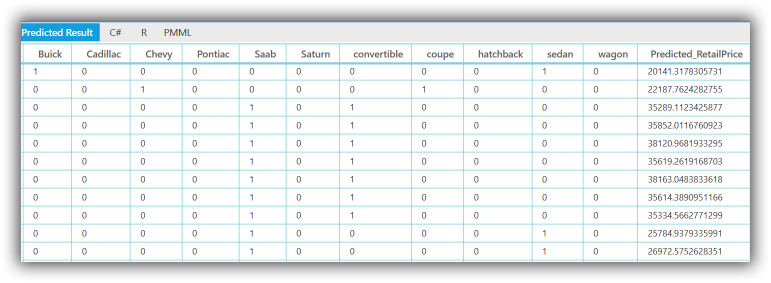 Predicted Result C# R PMML
Buick Cadillac Chevy Pontiac Saab Saturn convertible coupe hatchback sedan wagon Predicted_RetailPrice
1 0 0 0 0 0 0 0 0 1 0 20141.3178305731
0 0 1 0 0 0 0 1 0 0 0 22187.7624282755
0 0 0 0 1 0 1 0 0 0 0 35289.1123425877
0 0 0 0 1 0 1 0 0 0 0 35852.0116760923
0 0 0 0 1 0 1 0 0 0 0 38120.9681933295
0 0 0 0 1 0 1 0 0 0 0 35619.2619168703
0 0 0 0 1 0 1 0 0 0 0 38163.0483833618
0 0 0 0 1 0 1 0 0 0 0 35614.3890951166
0 0 0 0 1 0 1 0 0 0 0 35334.5662771299
0 0 0 0 1 0 0 0 0 1 0 25784.9379335991
0 0 0 0 1 0 0 0 0 1 0 26972.5752628351